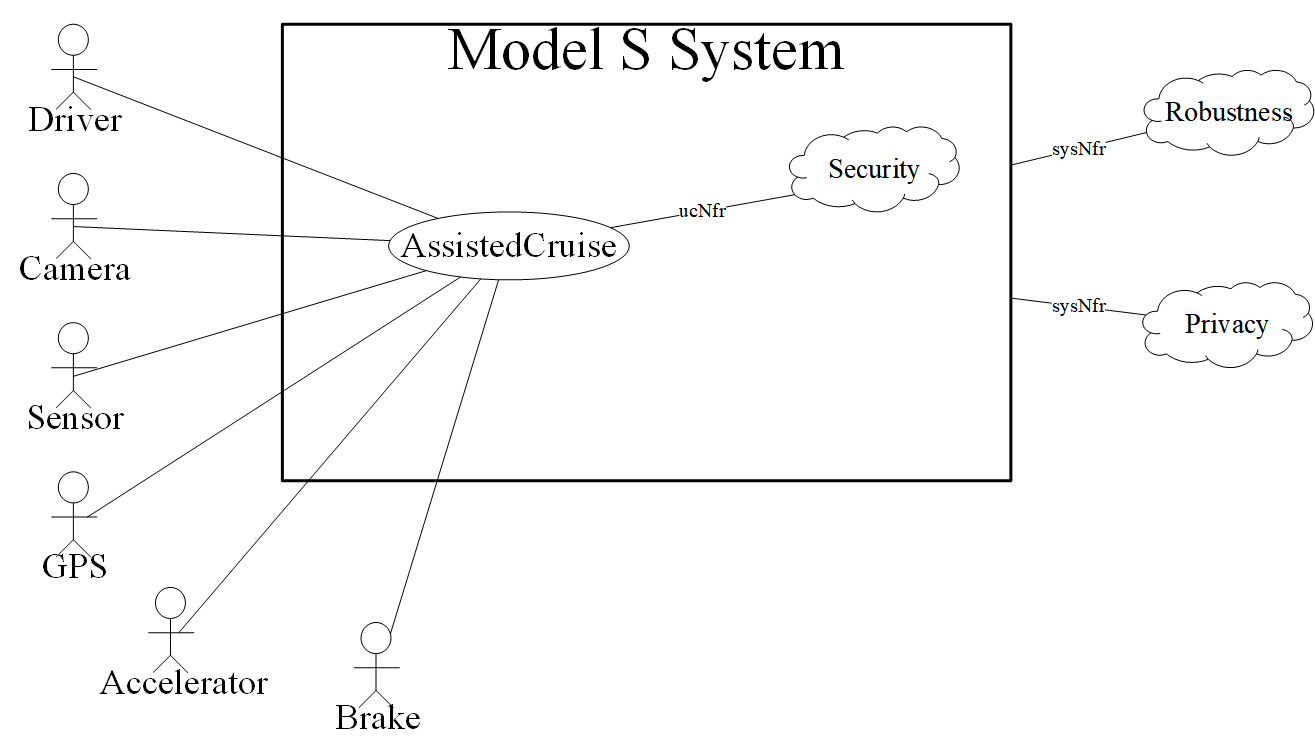 Model S System
Driver
Robustness
sysNfr
Security
ucNfr
AssistedCruise
Camera
sysNfr
Privacy
Sensor
GPS
Accelerator
Brake